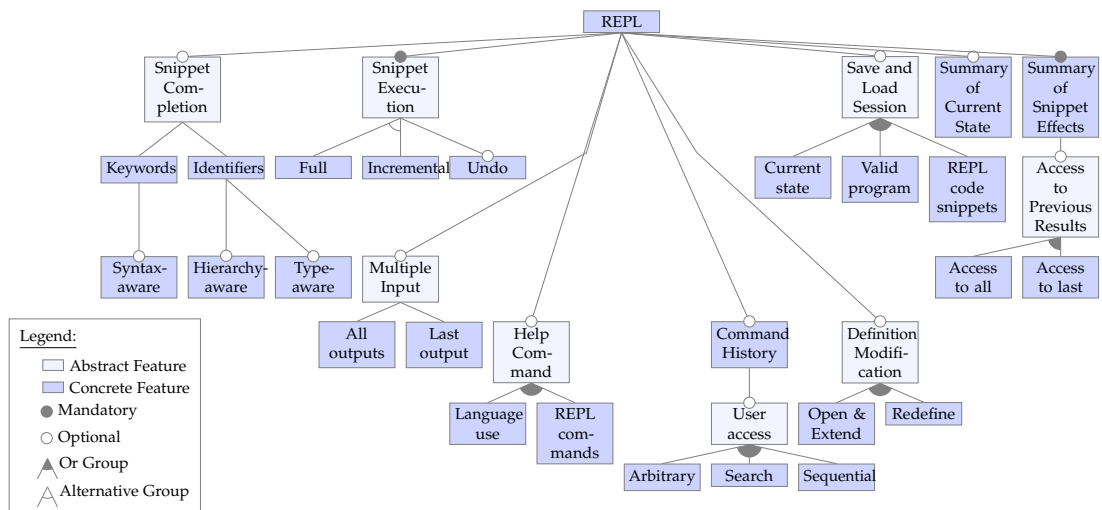 REPL
Snippet
Com-
pletion
Snippet
Execu-
tion
Save and
Load
Session
Summary
of
Current
State
Summary
of
Snippet
Effects
Keywords
Identifiers
Full
Incremental
Undo
Current
state
Valid
program
REPL
code
snippets
Access
to
Previous
Results
Syntax-
aware
Hierarchy-
aware
Type-
aware
Multiple
Input
Access
to all
Access
to last
All
outputs
Last
output
Help
Com-
mand
Command
History
Definition
Modifi-
cation
Language
use
REPL
com-
mands
User
access
Open &
Extend
Redefine
Arbitrary
Search
Sequential
Legend:
Abstract Feature
Concrete Feature
Mandatory
Optional
Or Group
Alternative Group